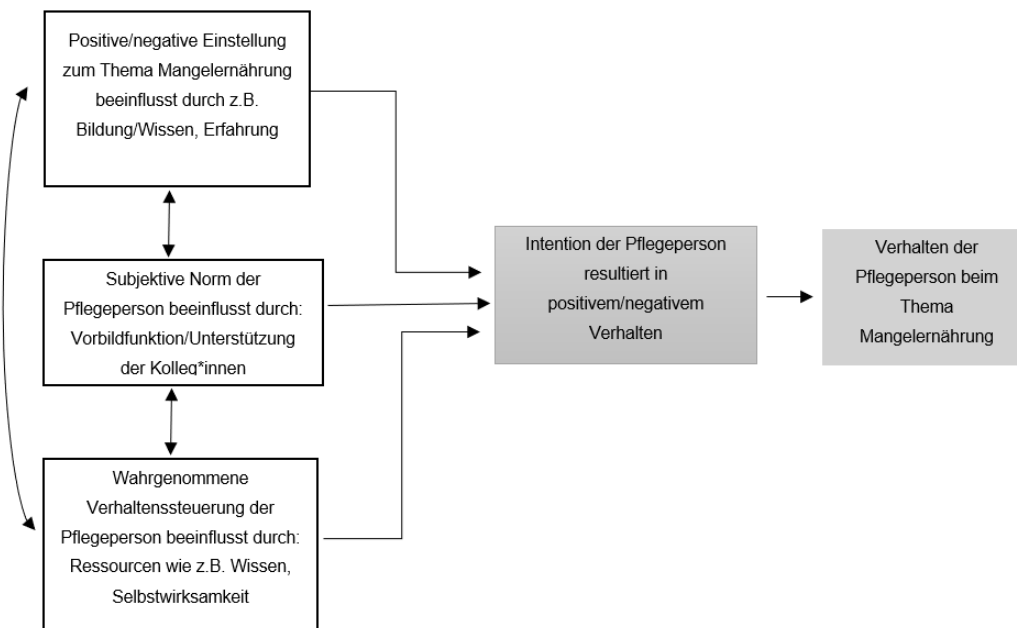 Positive/negative Einstellung
zum Thema Mangelernährung
beeinflusst durch z.B.
Bildung/Wissen, Erfahrung
Subjektive Norm der
Pflegeperson beeinflusst durch:
Vorbildfunktion/Unterstützung
der Kolleg*innen
Wahrgenommene
Verhaltenssteuerung der
Pflegeperson beeinflusst durch:
Ressourcen wie z.B. Wissen,
Selbstwirksamkeit
Intention der Pflegeperson
resultiert in
positivem/negativem
Verhalten
Verhalten der
Pflegeperson beim
Thema
Mangelernährung